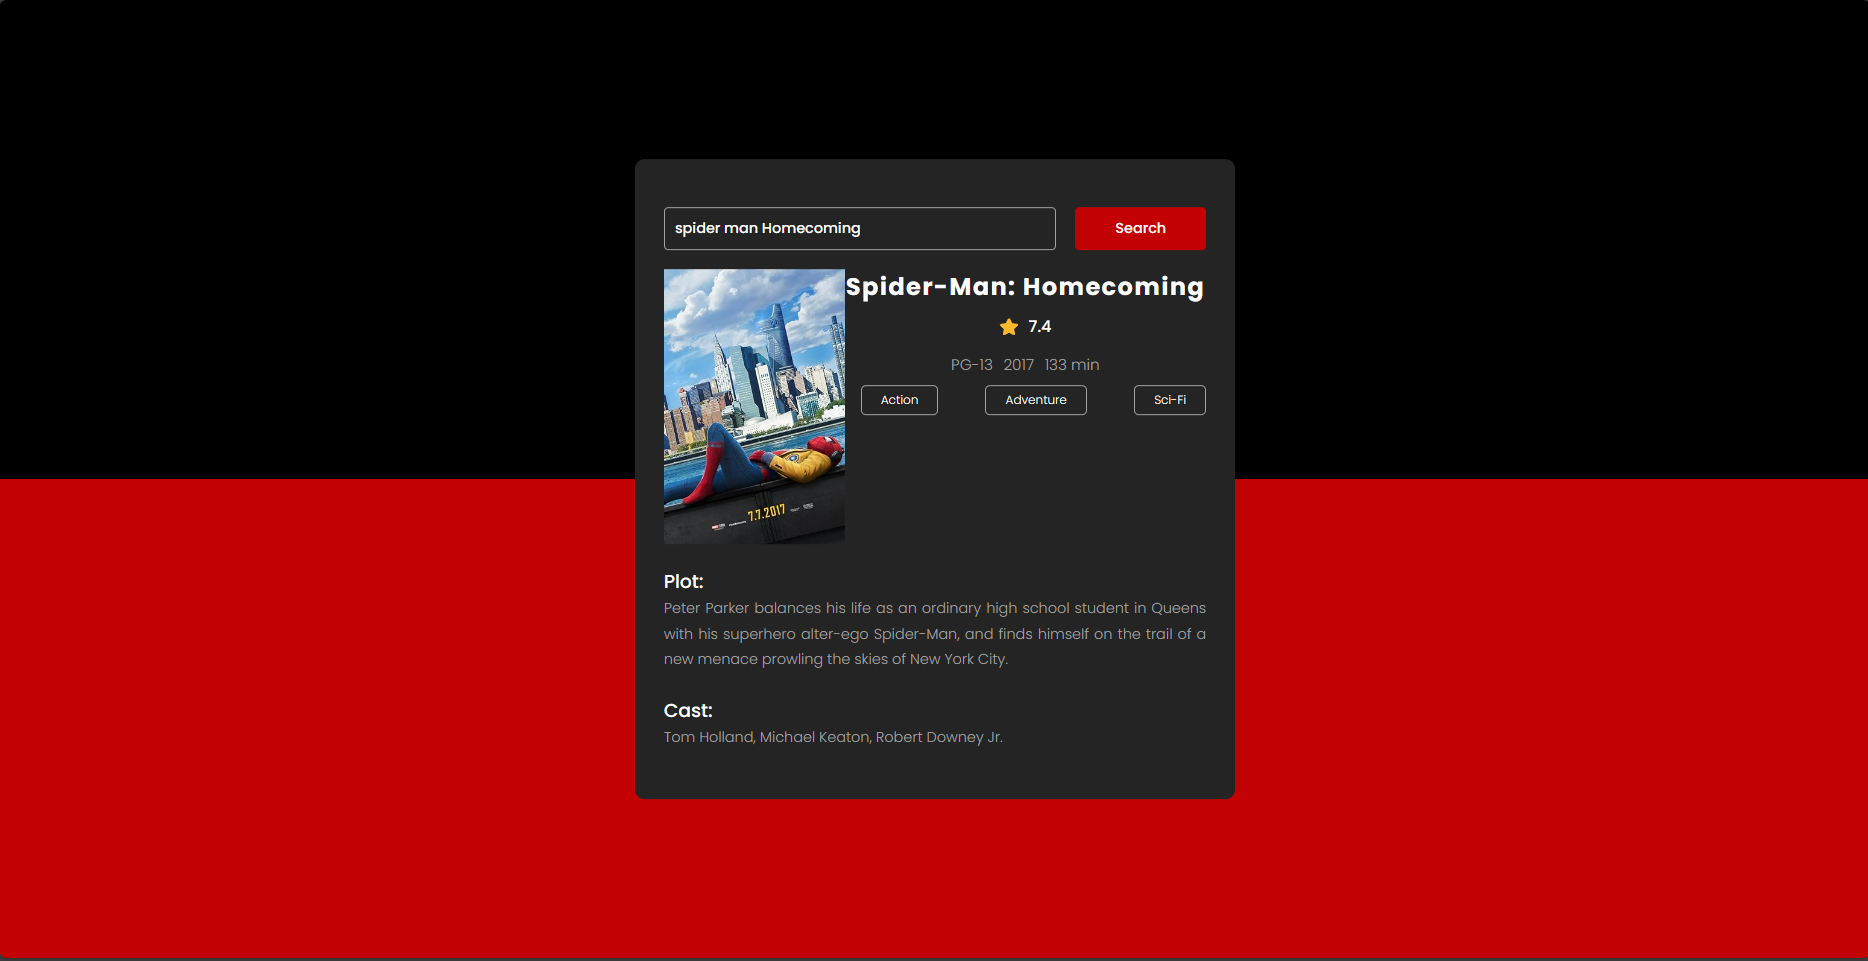 spider man Homecoming
Search
Spider-Man: Homecoming
7.4
PG-13 2017 133 min
Action Adventure Sci-Fi
7.7.2017
Plot:
Peter Parker balances his life as an ordinary high school student in Queens
with his superhero alter-ego Spider-Man, and finds himself on the trail of a
new menace prowling the skies of New York City.
Cast:
Tom Holland, Michael Keaton, Robert Downey Jr.